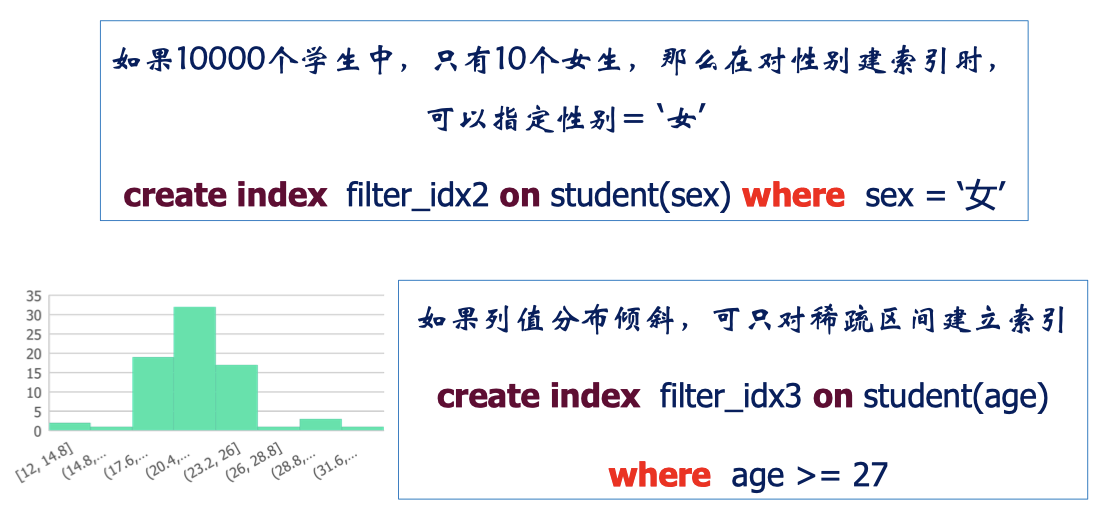 如果10000个学生中，只有10个女生，那么在对性别建索引时，
可以指定性别= ‘女’
create index filter_idx2 on student(sex) where sex = ‘女’
35
30
25
20
15
10
5
0
[12, 14.8]
(14.8,...
(17.6,...
(20.4,...
(23.2, 26]
(26, 28.8]
(28.8,...
(31.6,...
如果列值分布倾斜，可只对稀疏区间建立索引
create index filter_idx3 on student(age)
where age >= 27